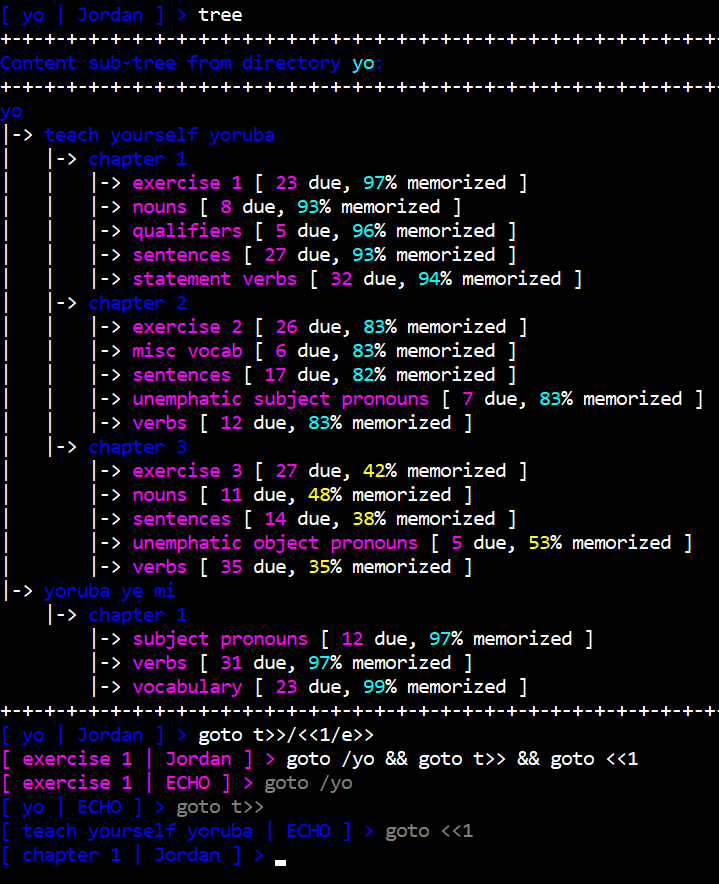 [ yo | Jordan ] > tree
+-+-+-+-+-+-+-+-+-+-+-+-+-+-+-+-+-+-+-+-+-+-+-+-+-+-+-+-+-+-+-+-+-
Content sub-tree from directory yo:
+-+-+-+-+-+-+-+-+-+-+-+-+-+-+-+-+-+-+-+-+-+-+-+-+-+-+-+-+-+-+-+-+-
yo
|-> teach yourself yoruba
|   |-> chapter 1
|   |   |-> exercise 1 [ 23 due, 97% memorized ]
|   |   |-> nouns [ 8 due, 93% memorized ]
|   |   |-> qualifiers [ 5 due, 96% memorized ]
|   |   |-> sentences [ 27 due, 93% memorized ]
|   |   |-> statement verbs [ 32 due, 94% memorized ]
|   |-> chapter 2
|   |   |-> exercise 2 [ 26 due, 83% memorized ]
|   |   |-> misc vocab [ 6 due, 83% memorized ]
|   |   |-> sentences [ 17 due, 82% memorized ]
|   |   |-> unemphatic subject pronouns [ 7 due, 83% memorized ]
|   |   |-> verbs [ 12 due, 83% memorized ]
|   |-> chapter 3
|       |-> exercise 3 [ 27 due, 42% memorized ]
|       |-> nouns [ 11 due, 48% memorized ]
|       |-> sentences [ 14 due, 38% memorized ]
|       |-> unemphatic object pronouns [ 5 due, 53% memorized ]
|       |-> verbs [ 35 due, 35% memorized ]
|-> yoruba ye mi
    |-> chapter 1
        |-> subject pronouns [ 12 due, 97% memorized ]
        |-> verbs [ 31 due, 97% memorized ]
        |-> vocabulary [ 23 due, 99% memorized ]
+-+-+-+-+-+-+-+-+-+-+-+-+-+-+-+-+-+-+-+-+-+-+-+-+-+-+-+-+-+-+-+-+-
[ yo | Jordan ] > goto t>>/<<1/e>>
[ exercise 1 | Jordan ] > goto /yo && goto t>> && goto <<1
[ exercise 1 | ECHO ] > goto /yo
[ yo | ECHO ] > goto t>>
[ teach yourself yoruba | ECHO ] > goto <<1
[ chapter 1 | Jordan ] > _